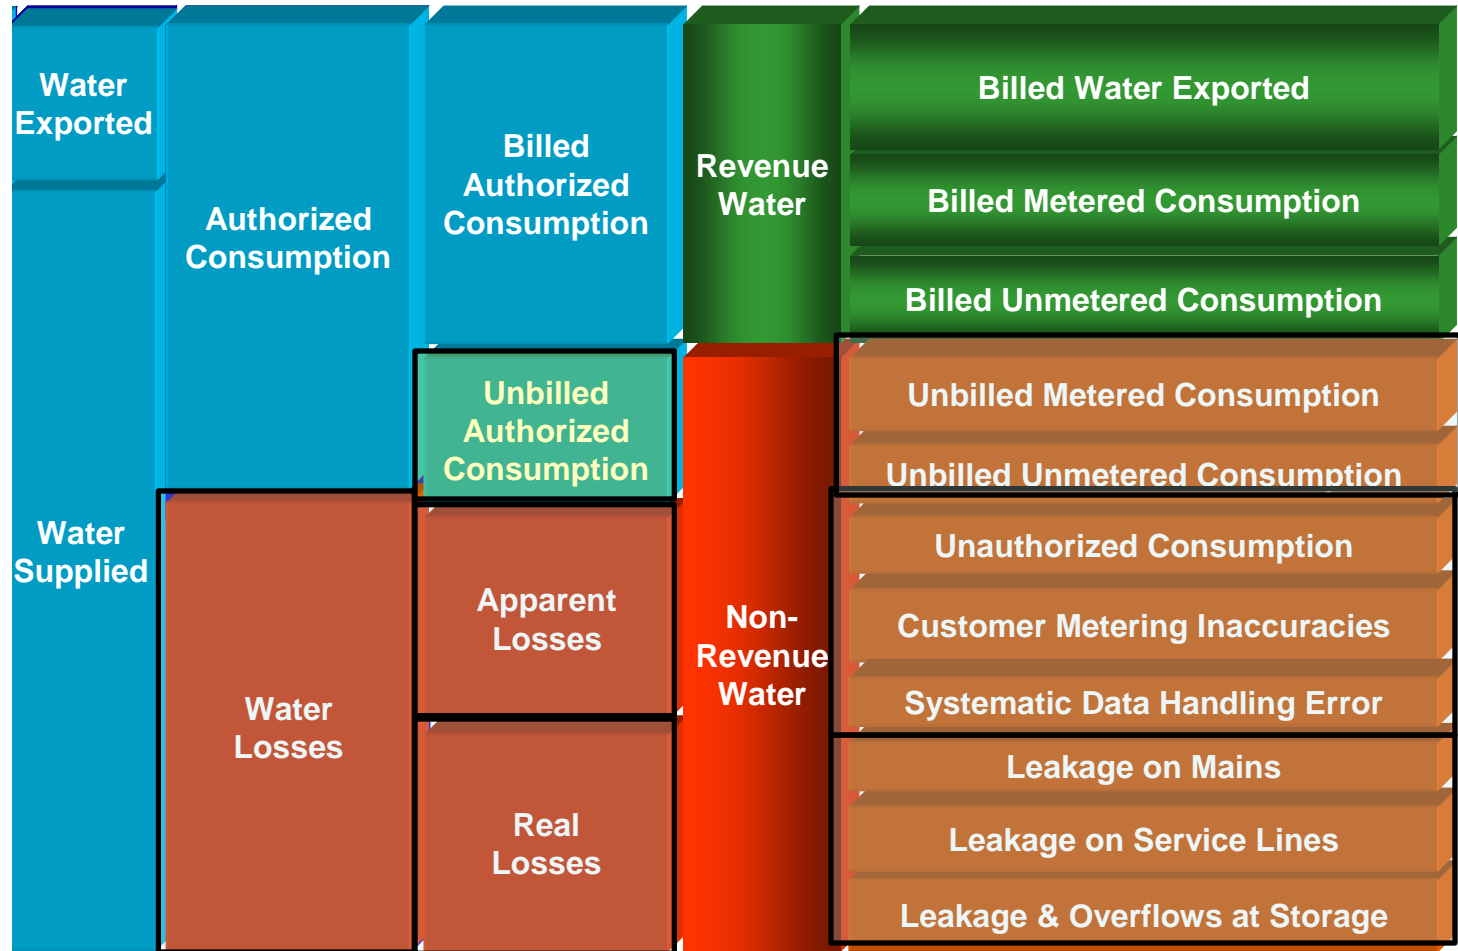 Water
Exported
Water
Supplied
Authorized
Consumption
Water
Losses
Billed
Authorized
Consumption
Unbilled
Authorized
Consumption
Apparent
Losses
Real
Losses
Revenue
Water
Non-
Revenue
Water
Billed Water Exported
Billed Metered Consumption
Billed Unmetered Consumption
Unbilled Metered Consumption
Unbilled Unmetered Consumption
Unauthorized Consumption
Customer Metering Inaccuracies
Systematic Data Handling Error
Leakage on Mains
Leakage on Service Lines
Leakage & Overflows at Storage